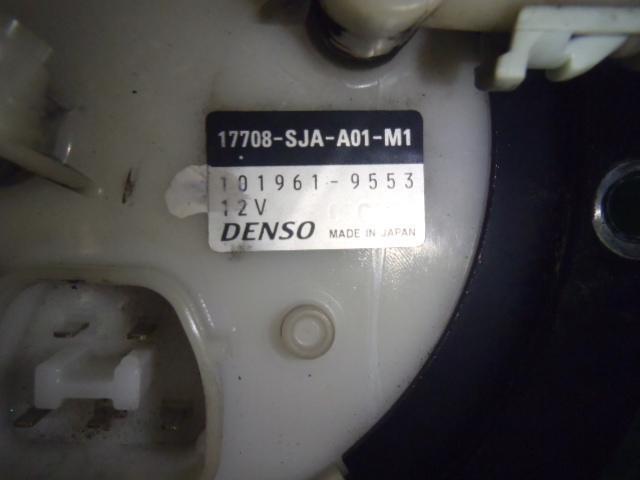 17708-SJA-A01-M1
101961-9553
12V
DENSO MADE IN JAPAN